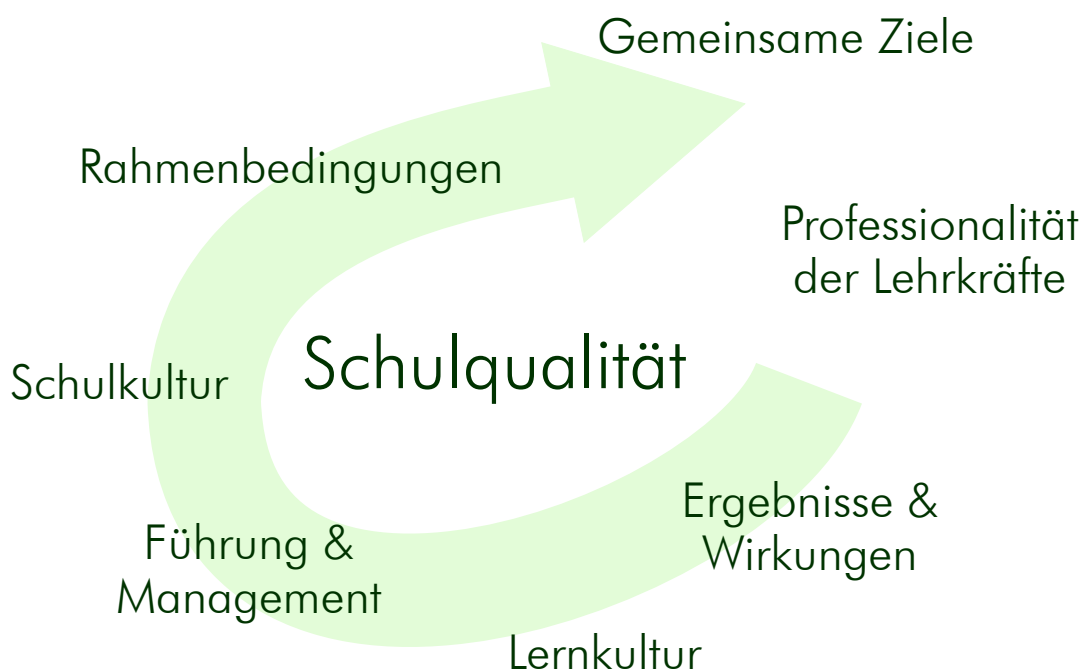 Gemeinsame Ziele
Rahmenbedingungen
Professionalität
der Lehrkräfte
Schulqualität
Schulkultur
Ergebnisse &
Wirkungen
Führung &
Management
Lernkultur